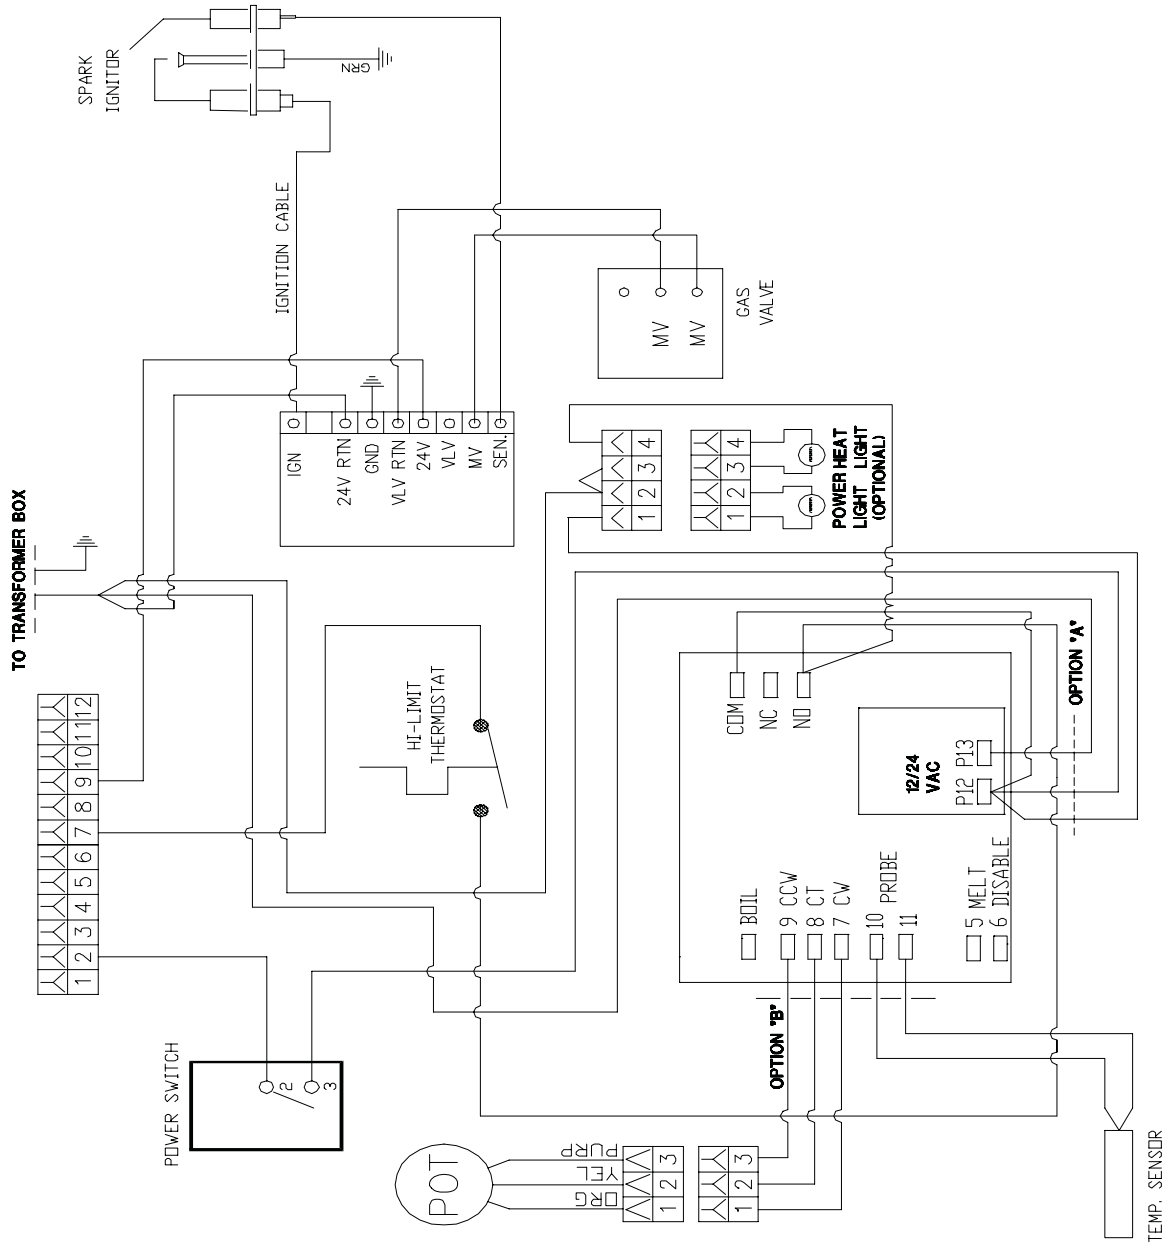 SPARK
IGNITOR
GRN
IGNITION CABLE
GAS
VALVE
MV
MV
IGN
24V RTN
GND
VLV RTN
24V
VLV
MV
SEN.
1 2 3 4
1 2 3 4
POWER HEAT
LIGHT LIGHT
(OPTIONAL)
TO TRANSFORMER BOX
1 2 3 4 5 6 7 8 9 10 11 12
HI-LIMIT
THERMOSTAT
COM
NC
NO
12/24
VAC
P12 P13
OPTION "A"
BOIL
9 CCW
8 CT
7 CW
10
PROBE
11
5 MELT
6 DISABLE
OPTION "B"
POWER SWITCH
2
3
POT
PURP
YEL
ORG
1 2 3
1 2 3
TEMP. SENSOR